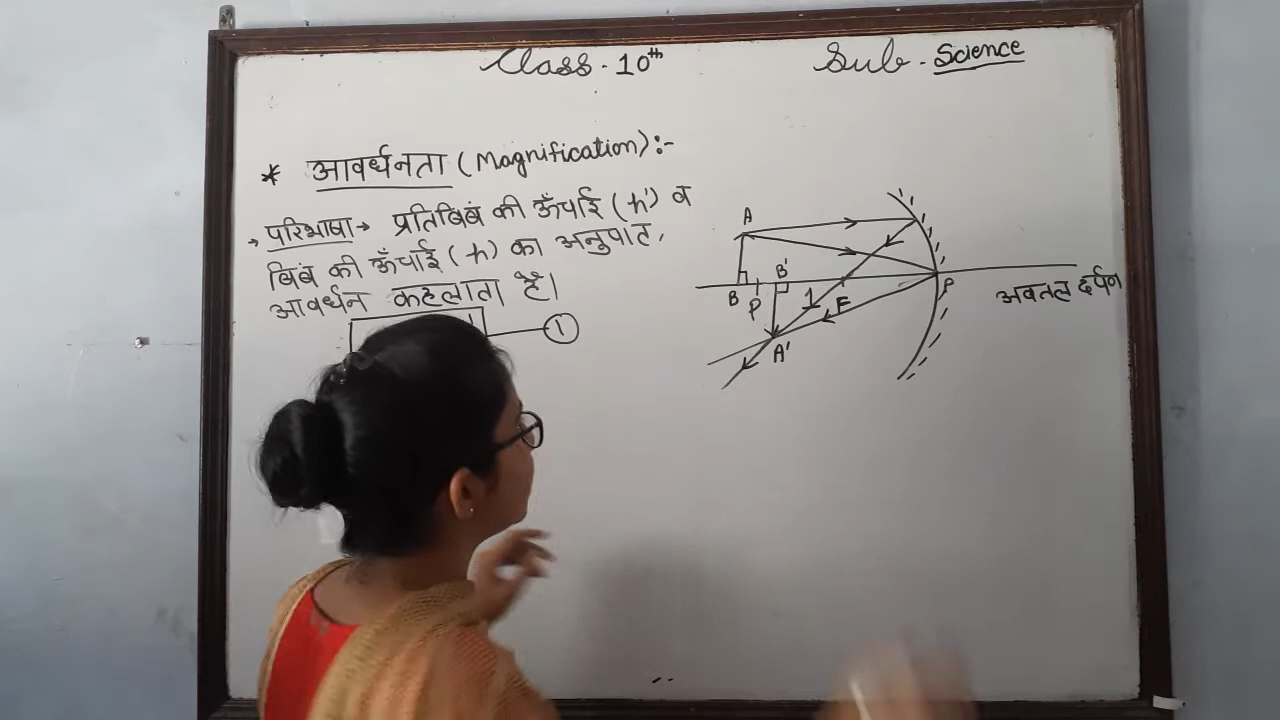 Class. 10th
Sub - Science
* आवर्धनता (Magnification) :-
→ परिभाषा → प्रतिबिबं की ऊँचाई (h') व
बिबं की ऊँचाई (h) का अनुपात,
आवर्धन कहलाता है।
1
A
B
P
B'
1
F
P
A'
अवतल दर्पण